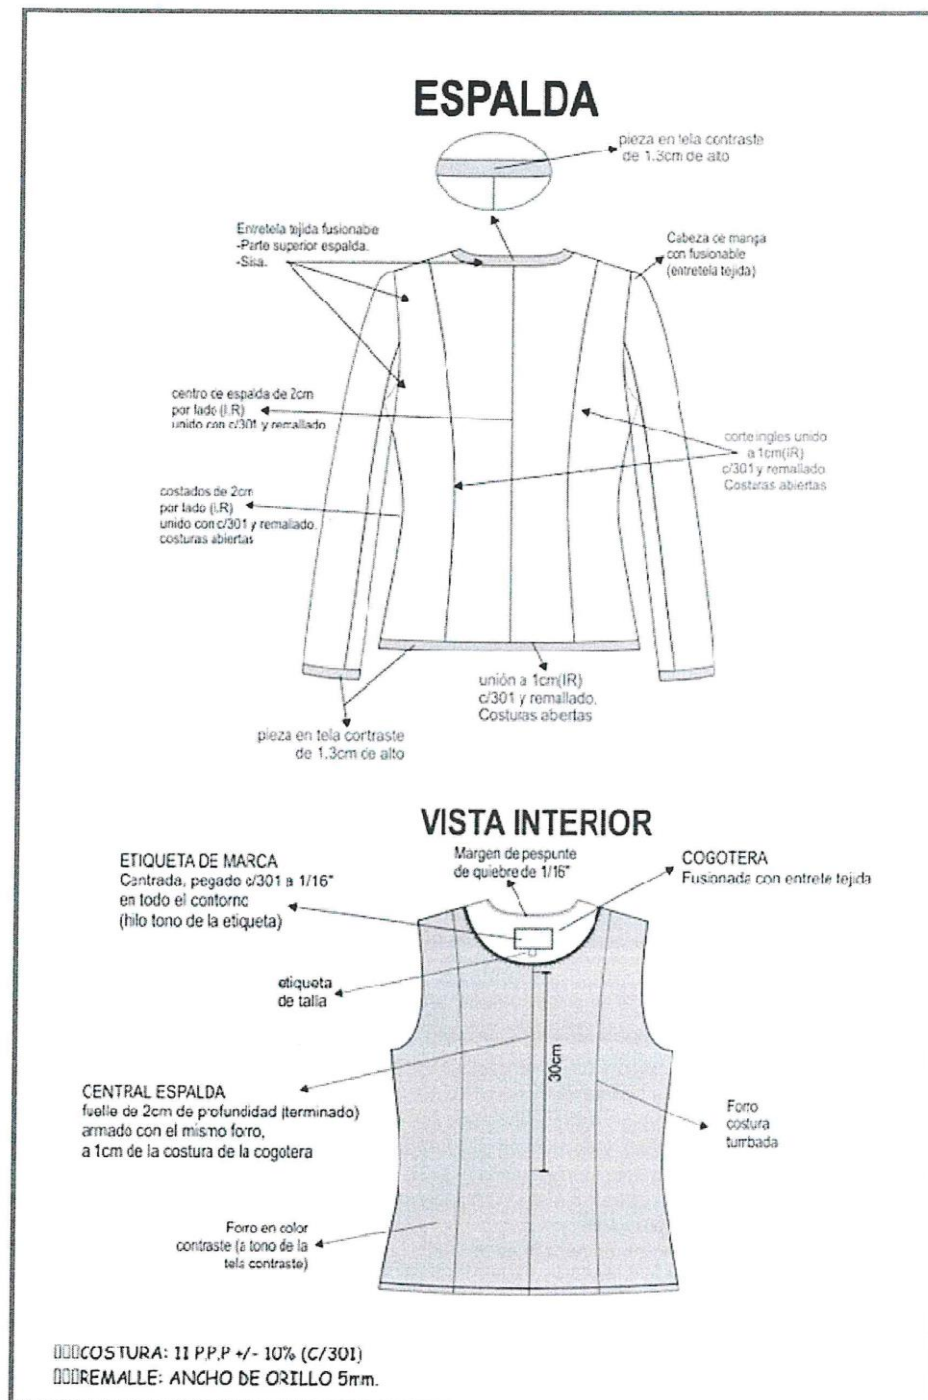 ESPALDA
pieza en tela contraste
de 1.3cm de alto
Entretela tejida fusionable
-Parte superior espalda.
-Sisa.
Cabeza de manga
con fusionable
(entretela tejida)
centro de espalda de 2cm
por lado (I.R)
unido con c/301 y remallado
corte ingles unido
a 1cm(IR)
c/301 y remallado
Costuras abiertas
costados de 2cm
por lado (I.R)
unido con c/301 y remallado.
costuras abiertas
unión a 1cm(IR)
c/301 y remallado.
Costuras abiertas
pieza en tela contraste
de 1.3cm de alto
VISTA INTERIOR
ETIQUETA DE MARCA
Centrada, pegado c/301 a 1/16"
en todo el contorno
(hilo tono de la etiqueta)
Margen de pespunte
de quiebre de 1/16"
COGOTERA
Fusionada con entrete tejida
etiqueta
de talla
30cm
CENTRAL ESPALDA
fuelle de 2cm de profundidad (terminado)
armado con el mismo forro,
a 1cm de la costura de la cogotera
Forro
costura
tumbada
Forro en color
contraste (a tono de la
tela contraste)
COSTURA: 11 P.P.P +/- 10% (C/301)
REMALLE: ANCHO DE ORILLO 5mm.